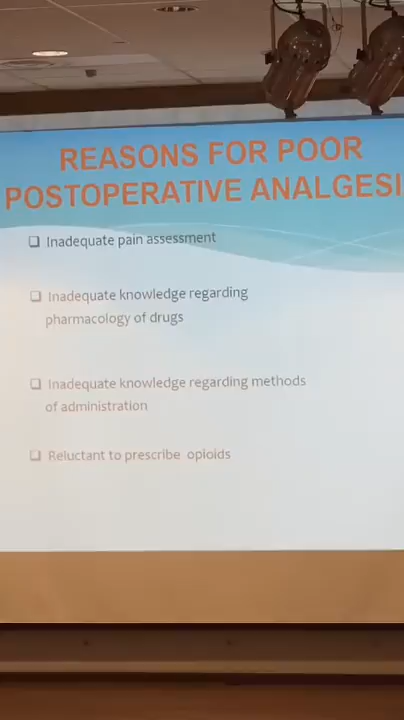 REASONS FOR POOR
POSTOPERATIVE ANALGESI
❑ Inadequate pain assessment
❑ Inadequate knowledge regarding
pharmacology of drugs
❑ Inadequate knowledge regarding methods
of administration
❑ Reluctant to prescribe opioids